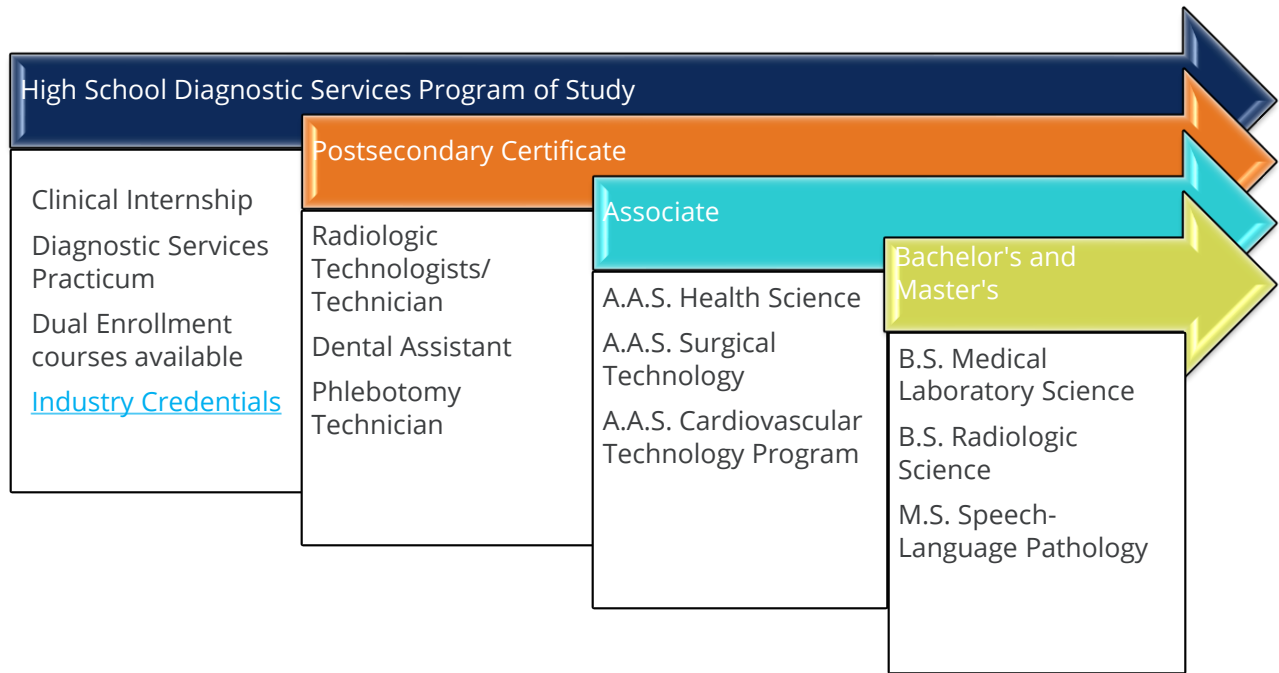 High School Diagnostic Services Program of Study
Clinical Internship
Diagnostic Services
Practicum
Dual Enrollment
courses available
Industry Credentials
Postsecondary Certificate
Radiologic
Technologists/
Technician
Dental Assistant
Phlebotomy
Technician
Associate
A.A.S. Health Science
A.A.S. Surgical
Technology
A.A.S. Cardiovascular
Technology Program
Bachelor's and
Master's
B.S. Medical
Laboratory Science
B.S. Radiologic
Science
M.S. Speech-
Language Pathology